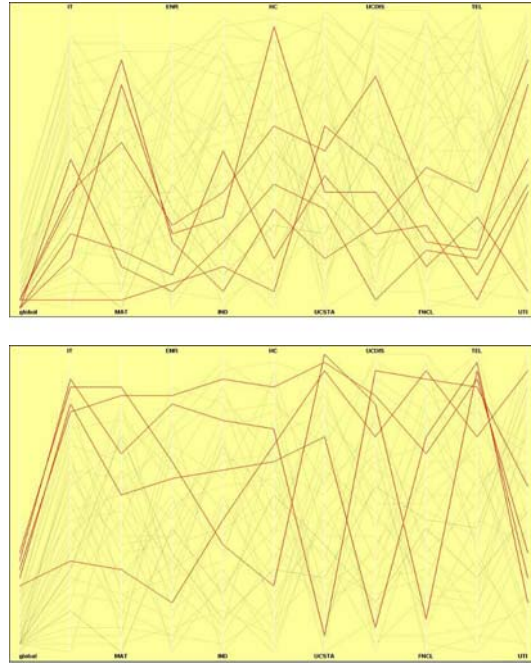 IT ENR HC UCDIS TEL
global MAT IND UCSTA FNCL UTI
IT ENR HC UCDIS TEL
global MAT IND UCSTA FNCL UTI